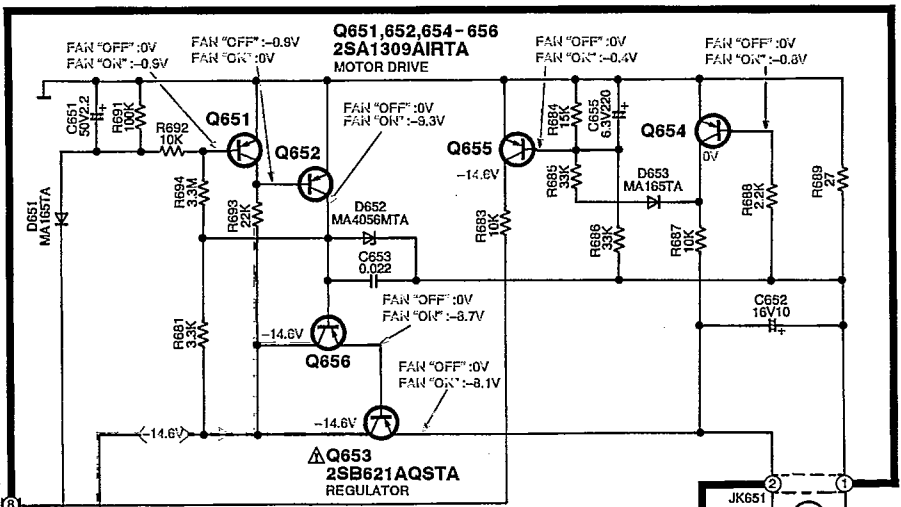 Q651,652,654-656
2SA1309AIRTA
MOTOR DRIVE
FAN "OFF" :0V
FAN "ON" :-0.9V
FAN "OFF" :-0.9V
FAN "ON" :0V
FAN "OFF" :0V
FAN "ON" :-0.4V
FAN "OFF" :0V
FAN "ON" :-0.8V
C651
50V2.2
+
R691
100K
R692
10K
Q651
Q652
FAN "OFF" :0V
FAN "ON" :-9.3V
Q655
-14.6V
R684
15K
C655
6.3V220
+
Q654
0V
D651
MA165TA
R694
3.3M
R693
22K
D652
MA4056MTA
C653
0.022
R683
10K
R685
33K
D653
MA165TA
R686
33K
R687
10K
R688
2.2K
R689
27
R681
3.3K
-14.6V
Q656
FAN "OFF" :0V
FAN "ON" :-8.7V
C652
16V10
+
FAN "OFF" :0V
FAN "ON" :-8.1V
-14.6V
-14.6V
Q653
2SB621AQSTA
REGULATOR
8
2
1
JK651